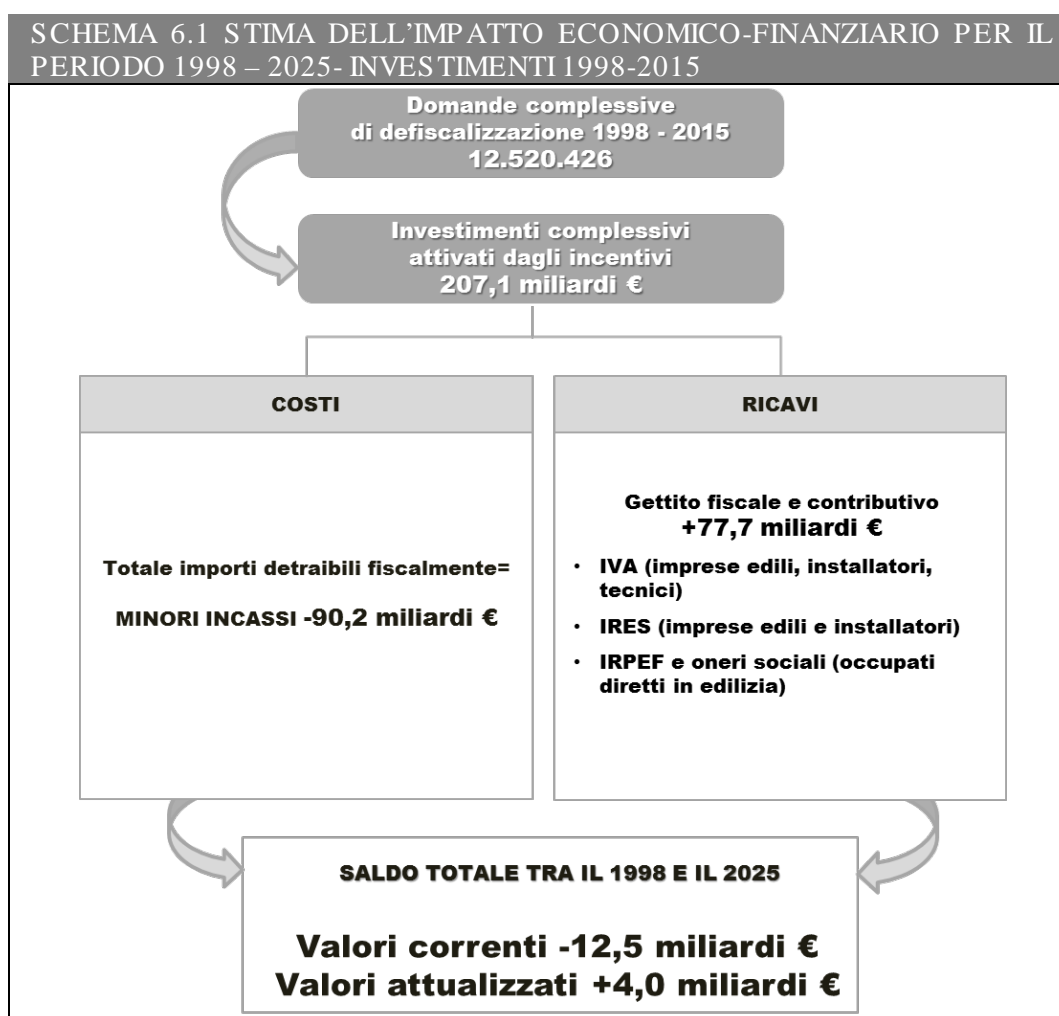 SCHEMA 6.1 STIMA DELL’IMPATTO ECONOMICO-FINANZIARIO PER IL
PERIODO 1998 – 2025- INVESTIMENTI 1998-2015
Domande complessive
di defiscalizzazione 1998 - 2015
12.520.426
Investimenti complessivi
attivati dagli incentivi
207,1 miliardi €
COSTI
Totale importi detraibili fiscalmente=
MINORI INCASSI -90,2 miliardi €
RICAVI
Gettito fiscale e contributivo
+77,7 miliardi €
• IVA (imprese edili, installatori,
tecnici)
• IRES (imprese edili e installatori)
• IRPEF e oneri sociali (occupati
diretti in edilizia)
SALDO TOTALE TRA IL 1998 E IL 2025
Valori correnti -12,5 miliardi €
Valori attualizzati +4,0 miliardi €